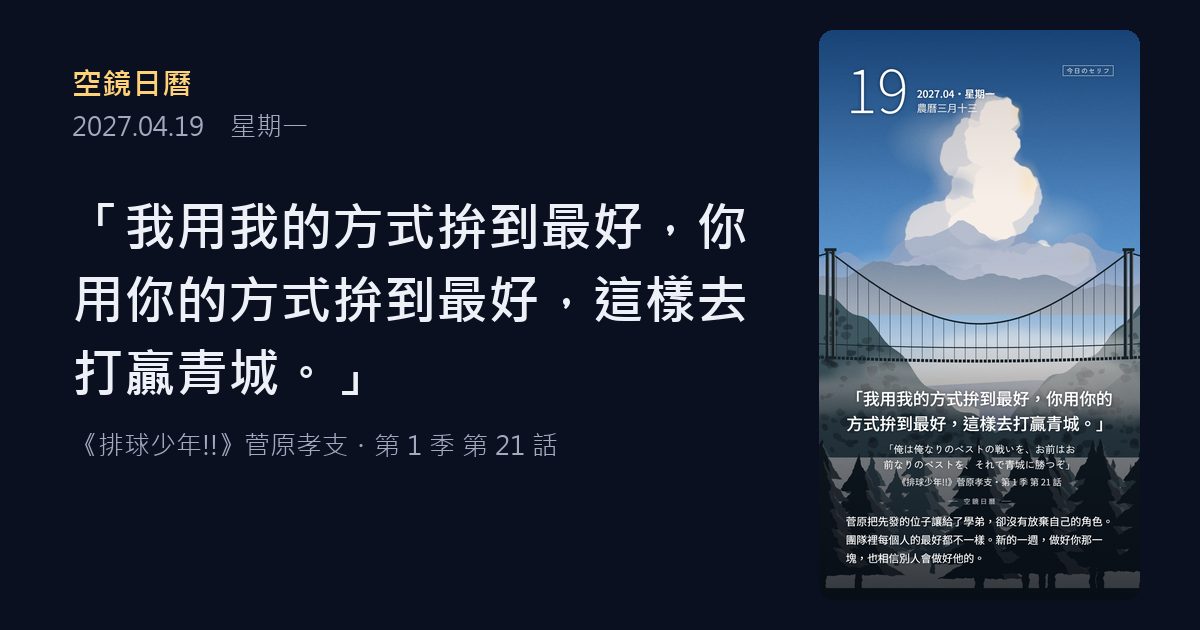 空鏡日曆
2027.04.19 星期一
「我用我的方式拚到最好，你
用你的方式拚到最好，這樣去
打贏青城。」
《排球少年!!》菅原孝支・第 1 季 第 21 話
今日のセリフ
19
2027.04・星期一
農曆三月十三
「我用我的方式拚到最好，你用你的
方式拚到最好，這樣去打贏青城。」
「俺は俺なりのベストの戦いを、お前はお
前なりのベストを、それで青城に勝つぞ」
《排球少年!!》菅原孝支・第 1 季 第 21 話
空鏡日曆
菅原把先發的位子讓給了學弟，卻沒有放棄自己的角色。
團隊裡每個人的最好都不一樣。新的一週，做好你那一
塊，也相信別人會做好他的。